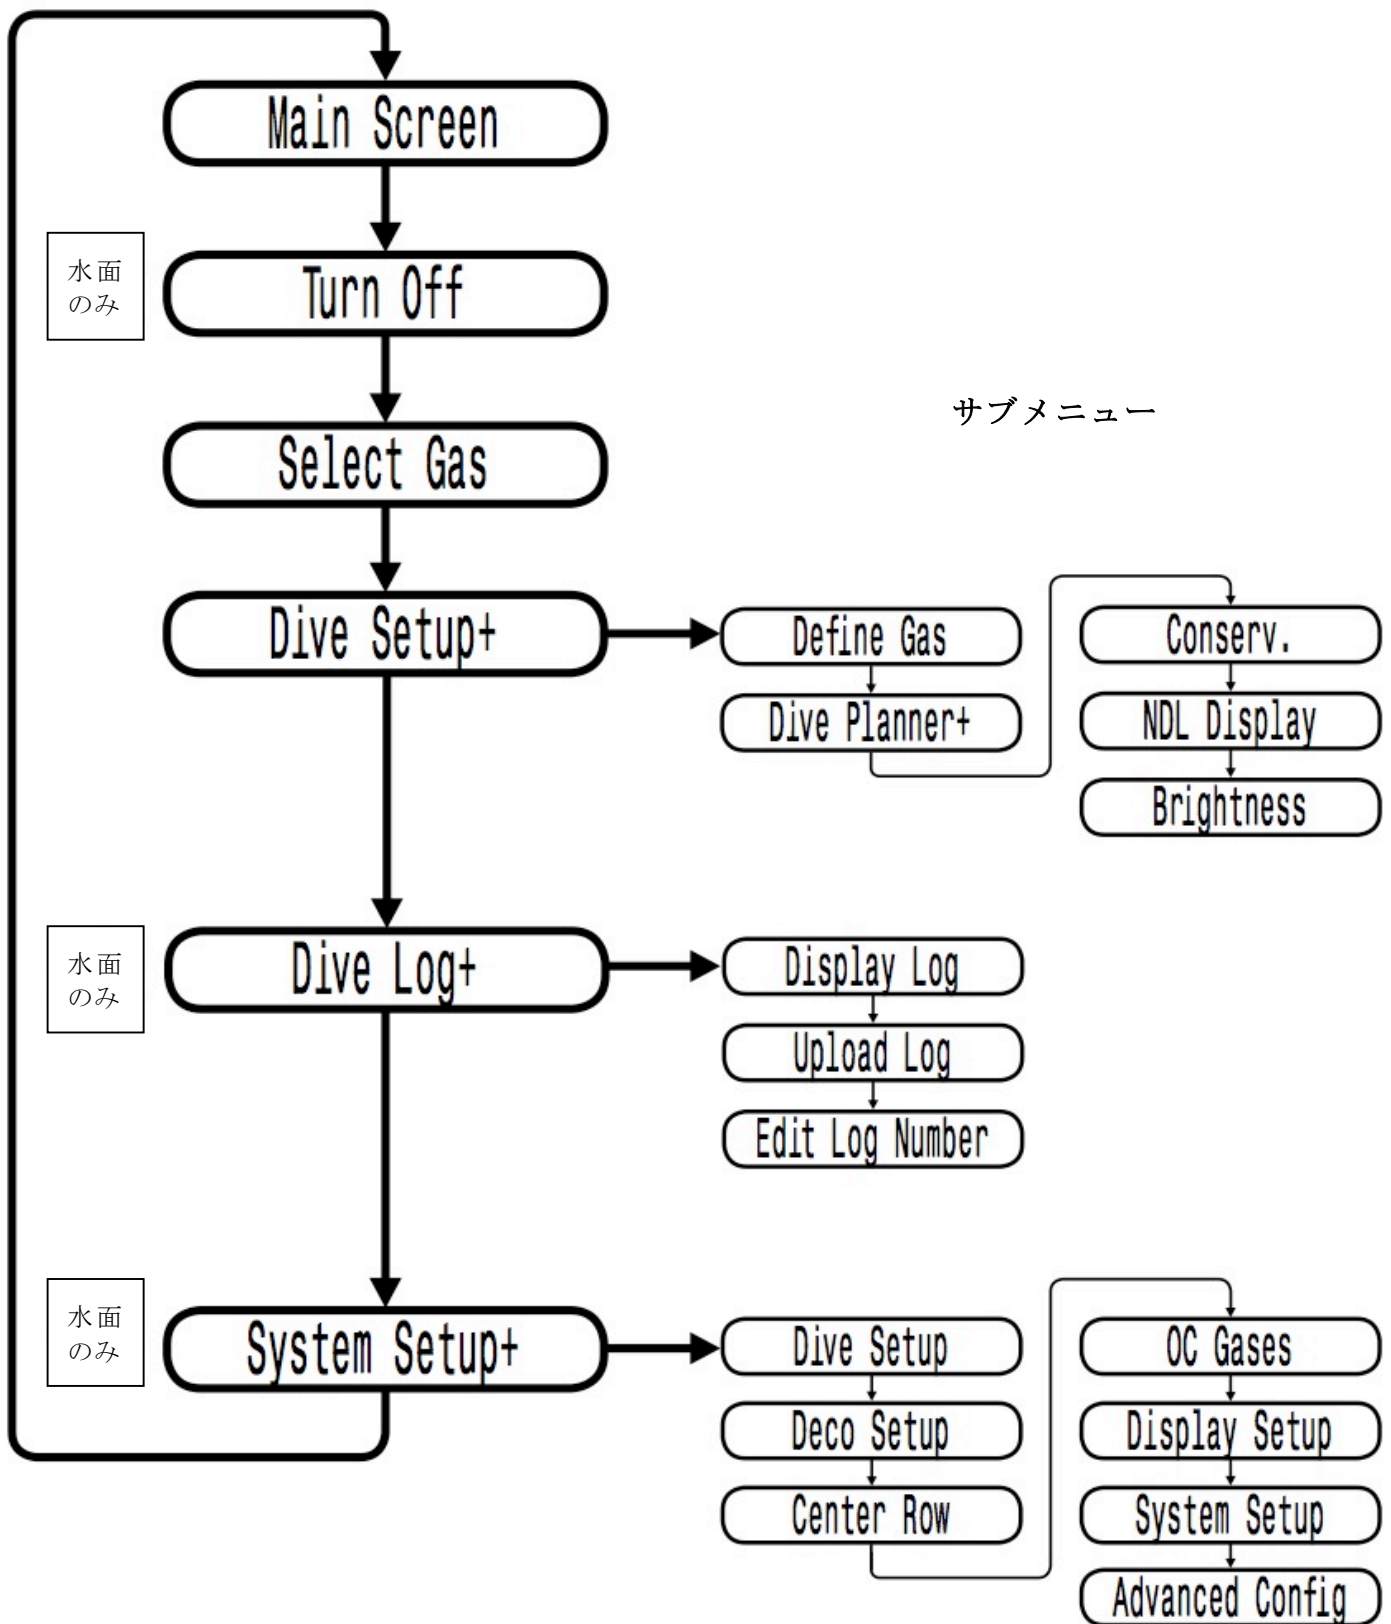 Main Screen
水面
のみ
Turn Off
サブメニュー
Select Gas
Dive Setup+
Define Gas
Dive Planner+
Conserv.
NDL Display
Brightness
水面
のみ
Dive Log+
Display Log
Upload Log
Edit Log Number
水面
のみ
System Setup+
Dive Setup
Deco Setup
Center Row
OC Gases
Display Setup
System Setup
Advanced Config